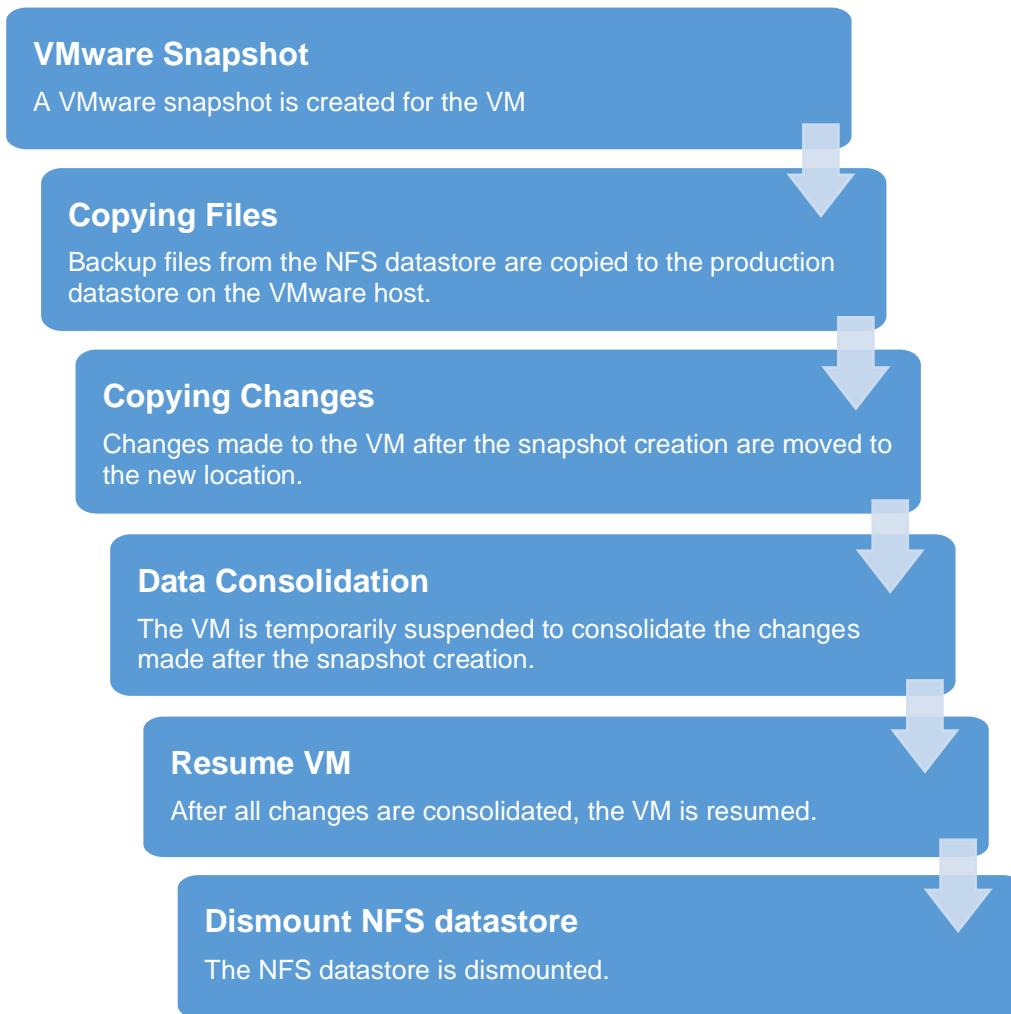 VMware Snapshot
A VMware snapshot is created for the VM
Copying Files
Backup files from the NFS datastore are copied to the production
datastore on the VMware host.
Copying Changes
Changes made to the VM after the snapshot creation are moved to
the new location.
Data Consolidation
The VM is temporarily suspended to consolidate the changes
made after the snapshot creation.
Resume VM
After all changes are consolidated, the VM is resumed.
Dismount NFS datastore
The NFS datastore is dismounted.